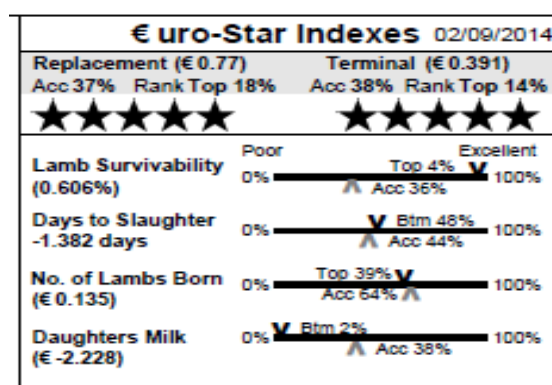 € uro-Star Indexes 02/09/2014
Replacement (€ 0.77) Terminal (€ 0.391)
Acc 37% Rank Top 18% Acc 38% Rank Top 14%
Poor Excellent
Lamb Survivability
(0.606%)
0% Top 4% 100%
Acc 36%
Days to Slaughter
-1.382 days
0% Btm 48% 100%
Acc 44%
No. of Lambs Born
(€ 0.135)
0% Top 39% 100%
Acc 64%
Daughters Milk
(€ -2.228)
0% Btm 2% 100%
Acc 38%